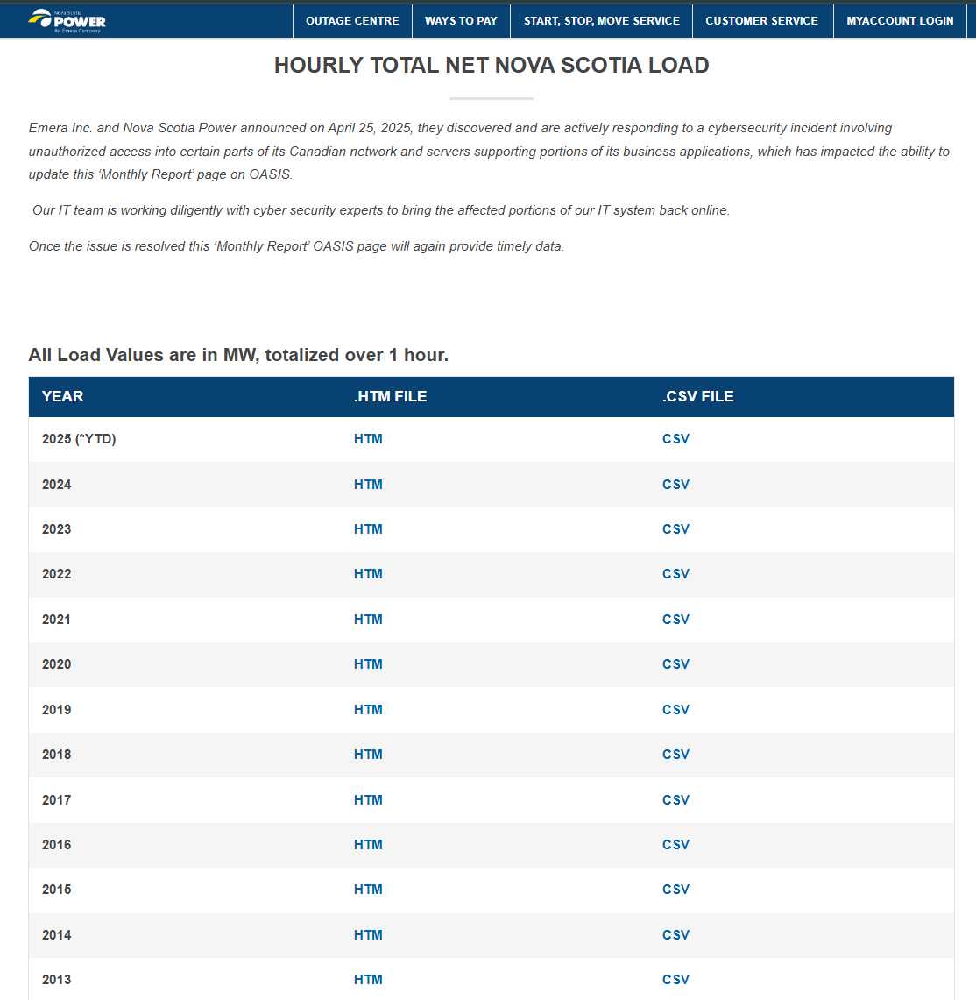 Nova Scotia
POWER
An Emera Company
OUTAGE CENTRE WAYS TO PAY START, STOP, MOVE SERVICE CUSTOMER SERVICE MYACCOUNT LOGIN
HOURLY TOTAL NET NOVA SCOTIA LOAD
Emera Inc. and Nova Scotia Power announced on April 25, 2025, they discovered and are actively responding to a cybersecurity incident involving
unauthorized access into certain parts of its Canadian network and servers supporting portions of its business applications, which has impacted the ability to
update this ‘Monthly Report’ page on OASIS.
Our IT team is working diligently with cyber security experts to bring the affected portions of our IT system back online.
Once the issue is resolved this ‘Monthly Report’ OASIS page will again provide timely data.
All Load Values are in MW, totalized over 1 hour.
YEAR .HTM FILE .CSV FILE
2025 (*YTD) HTM CSV
2024 HTM CSV
2023 HTM CSV
2022 HTM CSV
2021 HTM CSV
2020 HTM CSV
2019 HTM CSV
2018 HTM CSV
2017 HTM CSV
2016 HTM CSV
2015 HTM CSV
2014 HTM CSV
2013 HTM CSV